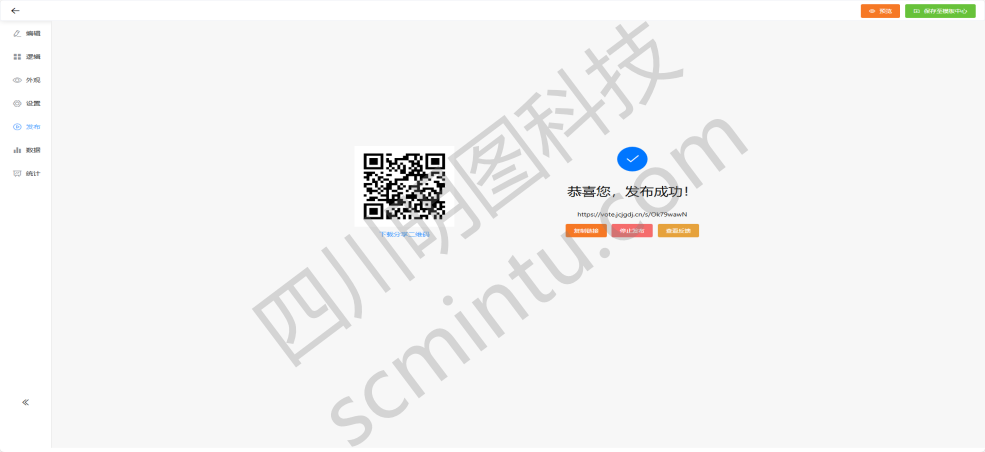 预览
保存至模板中心
编辑
逻辑
外观
设置
发布
数据
统计
恭喜您，发布成功！
https://vote.jcjgdj.cn/s/Ok79wawN
下载分享二维码
复制链接
停止发布
查看反馈
四川明图科技
scmintu.com